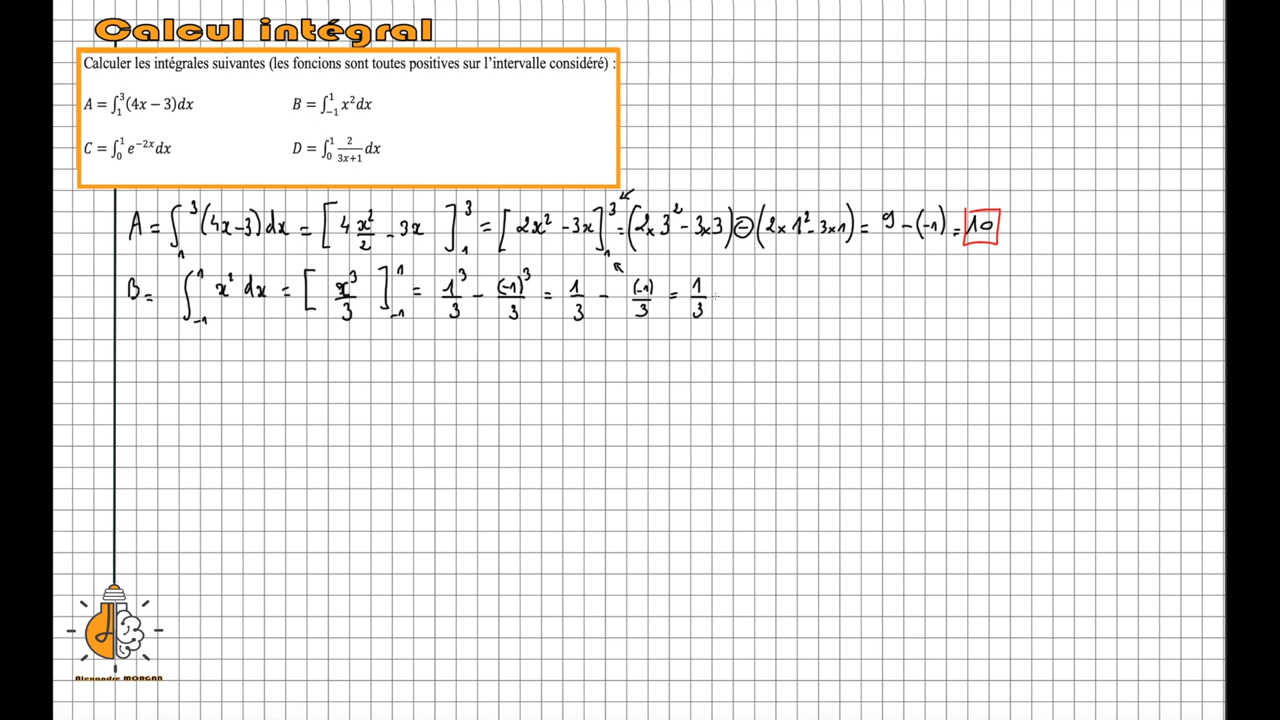 Calcul intégral
Calculer les intégrales suivantes (les foncions sont toutes positives sur l'intervalle considéré) :
A = ∫₁³(4x − 3)dx B = ∫₋₁¹ x²dx
C = ∫₀¹ e⁻²ˣdx D = ∫₀¹ 2/(3x+1) dx
A = ∫₁³ (4x-3) dx = [4 x²/2 - 3x]₁³ = [2x² - 3x]₁³ = (2×3² - 3×3) ⊖ (2×1² - 3×1) = 9 - (-1) = 10
B = ∫₋₁¹ x² dx = [x³/3]₋₁¹ = 1³/3 - (-1)³/3 = 1/3 - (-1)/3 = 1/3
Alexandre MORGAN